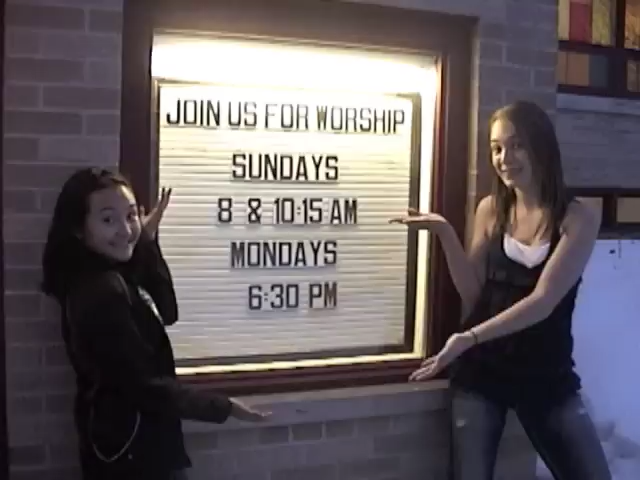 JOIN US FOR WORSHIP
SUNDAYS
8 & 10:15 AM
MONDAYS
6:30 PM